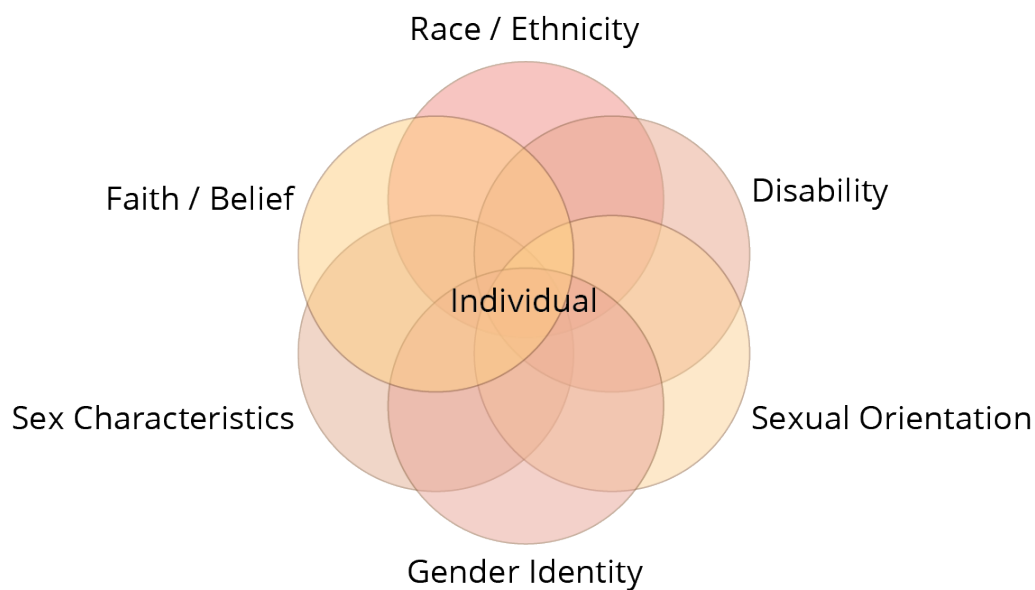 Race / Ethnicity
Disability
Faith / Belief
Individual
Sex Characteristics
Sexual Orientation
Gender Identity